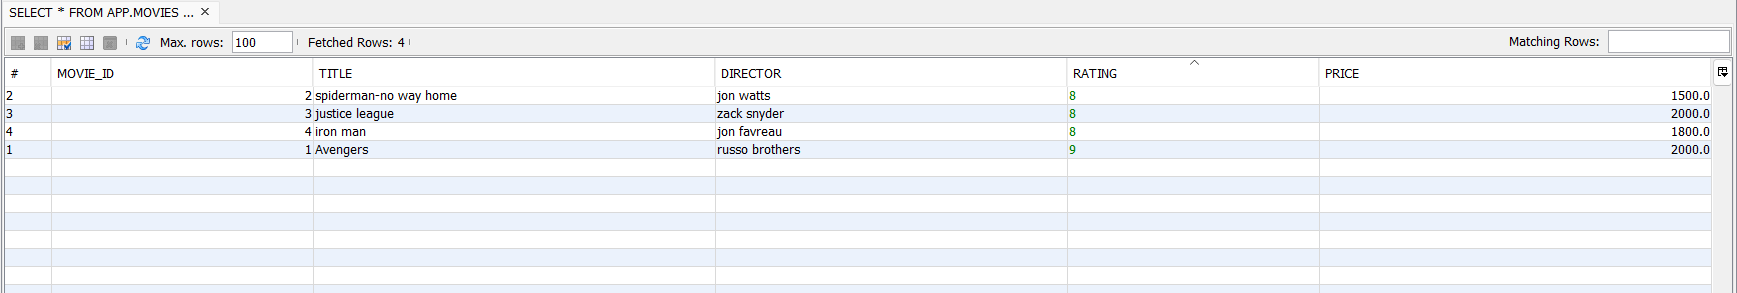 SELECT * FROM APP.MOVIES ... ×
Max. rows: 100 Fetched Rows: 4 Matching Rows:
# MOVIE_ID TITLE DIRECTOR RATING PRICE
2 2 spiderman-no way home jon watts 8 1500.0
3 3 justice league zack snyder 8 2000.0
4 4 iron man jon favreau 8 1800.0
1 1 Avengers russo brothers 9 2000.0